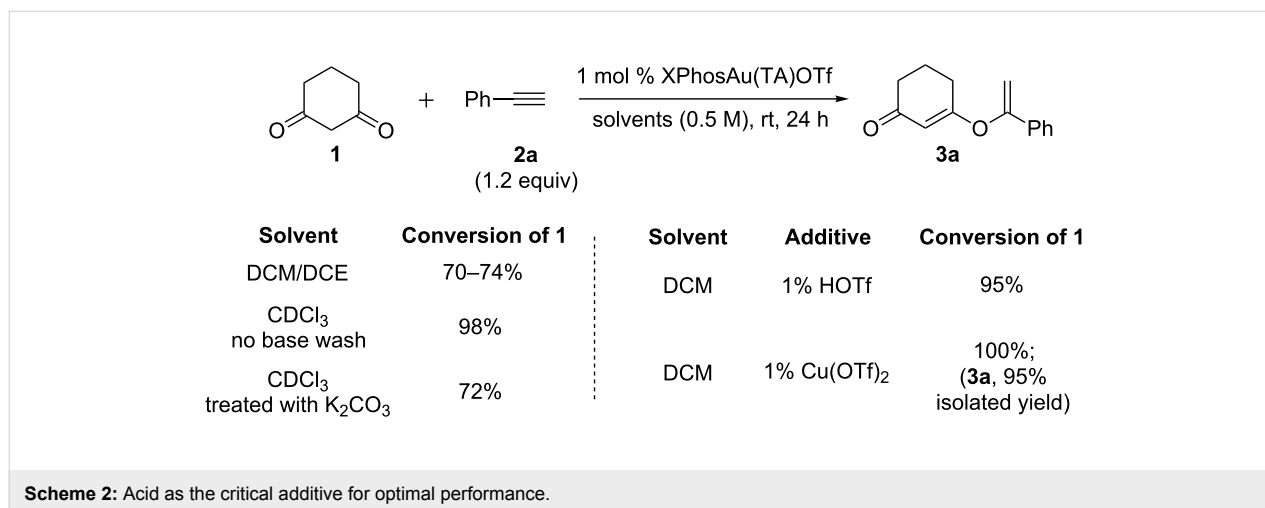 1 mol % XPhosAu(TA)OTf
O O + Ph
solvents (0.5 M), rt, 24 h
O O Ph
1
2a
(1.2 equiv)
3a
Solvent Conversion of 1
DCM/DCE 70–74%
CDCl₃
no base wash
98%
CDCl₃
treated with K₂CO₃
72%
Solvent Additive Conversion of 1
DCM 1% HOTf 95%
DCM 1% Cu(OTf)₂
100%;
(3a, 95%
isolated yield)
Scheme 2: Acid as the critical additive for optimal performance.